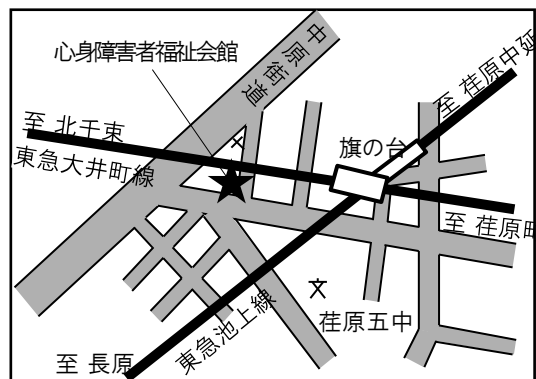 心身障害者福祉会館
中原街道
至 荏原中延
至 北千束
東急大井町線
旗の台
至 荏原町
荏原五中
東急池上線
至 長原